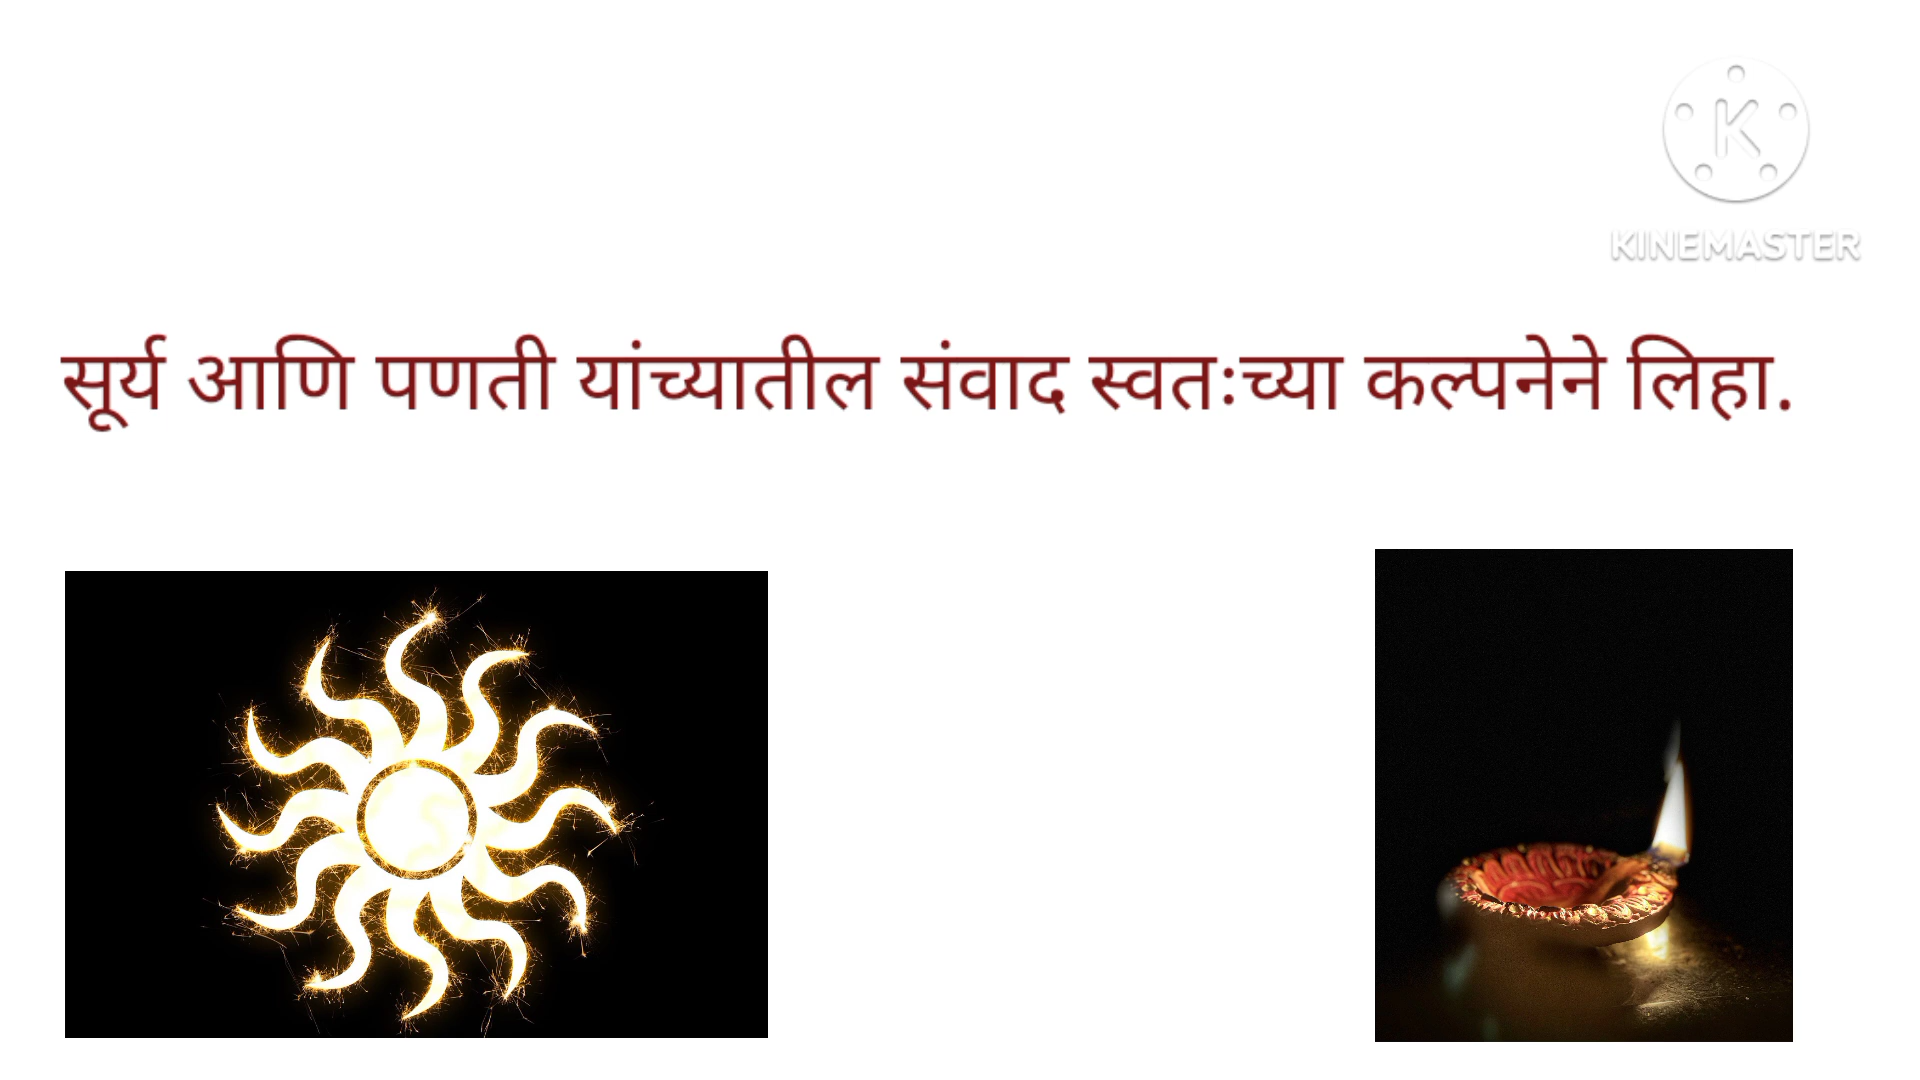 K
KINEMASTER
सूर्य आणि पणती यांच्यातील संवाद स्वतःच्या कल्पनेने लिहा.